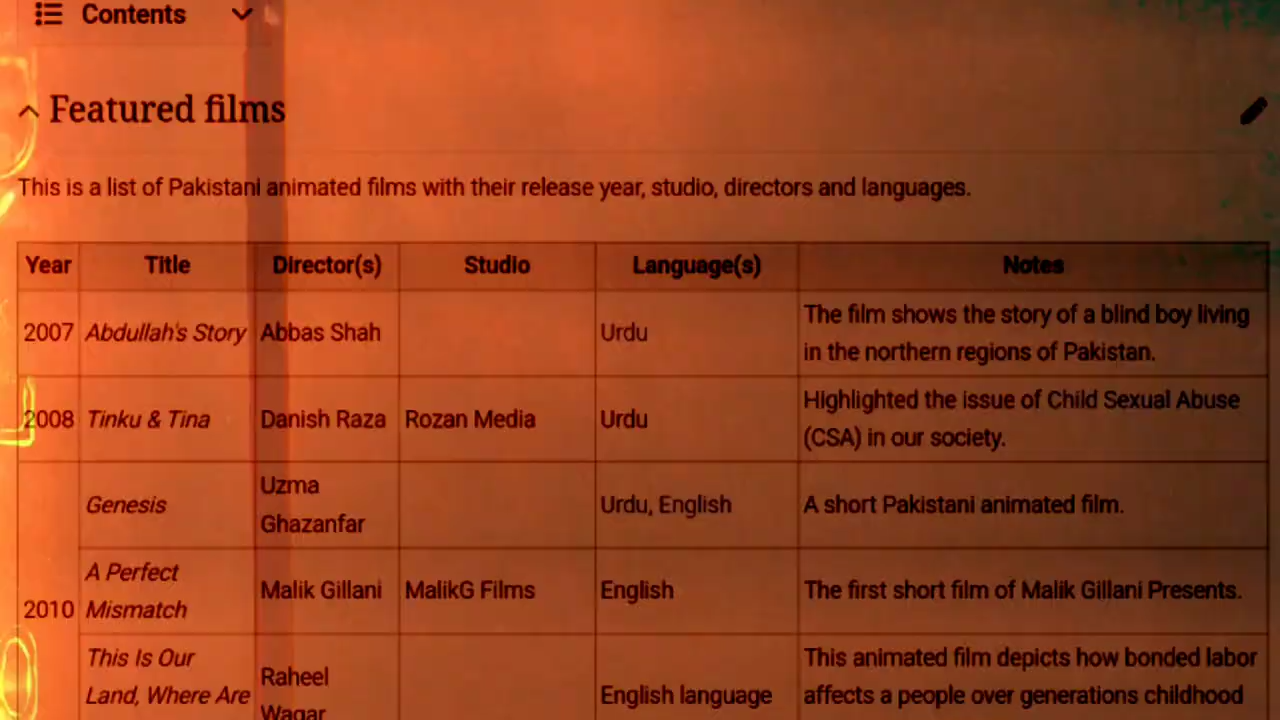 Contents
Featured films
This is a list of Pakistani animated films with their release year, studio, directors and languages.
Year Title Director(s) Studio Language(s) Notes
2007 Abdullah's Story Abbas Shah Urdu The film shows the story of a blind boy living
in the northern regions of Pakistan.
2008 Tinku & Tina Danish Raza Rozan Media Urdu Highlighted the issue of Child Sexual Abuse
(CSA) in our society.
2010
Genesis Uzma
Ghazanfar Urdu, English A short Pakistani animated film.
A Perfect
Mismatch Malik Gillani MalikG Films English The first short film of Malik Gillani Presents.
This Is Our
Land, Where Are Raheel
Waqar English language This animated film depicts how bonded labor
affects a people over generations childhood